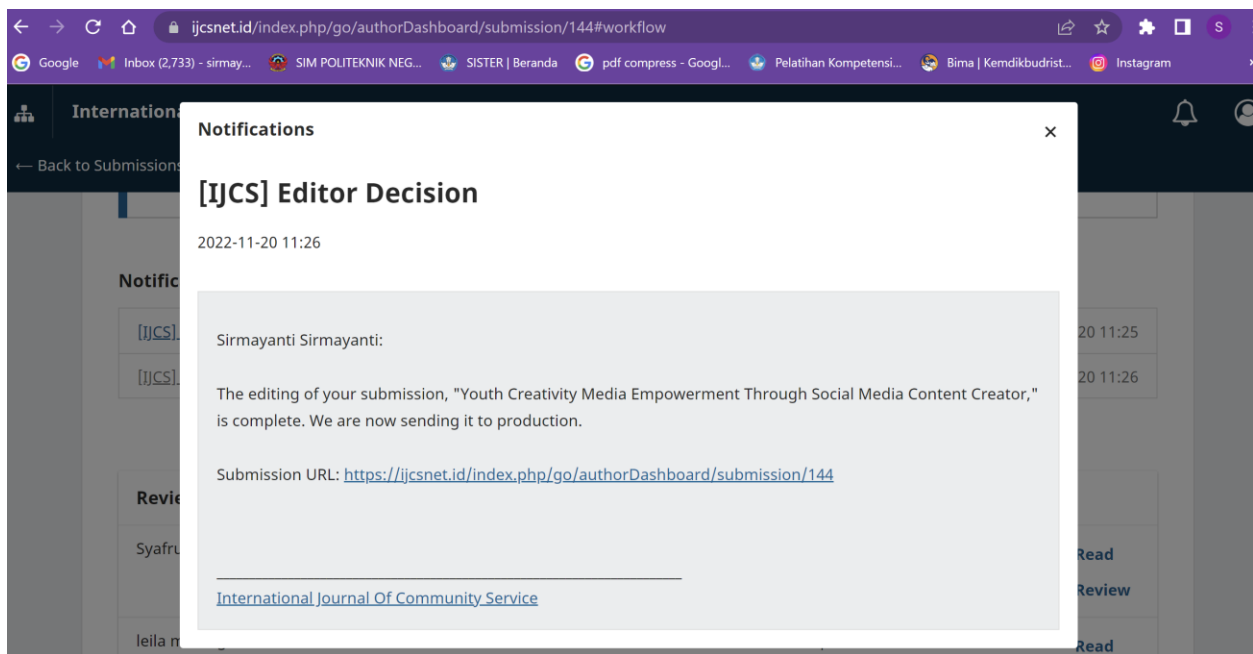 ijcsnet.id/index.php/go/authorDashboard/submission/144#workflow
S
Google Inbox (2,733) - sirmay... SIM POLITEKNIK NEG... SISTER | Beranda pdf compress - Googl... Pelatihan Kompetensi... Bima | Kemdikbudrist... Instagram
Internationa
← Back to Submissions
Notifications ×
[IJCS] Editor Decision
2022-11-20 11:26
Notific
[IJCS] 20 11:25
[IJCS] 20 11:26
Sirmayanti Sirmayanti:
The editing of your submission, "Youth Creativity Media Empowerment Through Social Media Content Creator,"
is complete. We are now sending it to production.
Submission URL: https://ijcsnet.id/index.php/go/authorDashboard/submission/144
Revie
Syafru Read
Review
International Journal Of Community Service
leila m Read